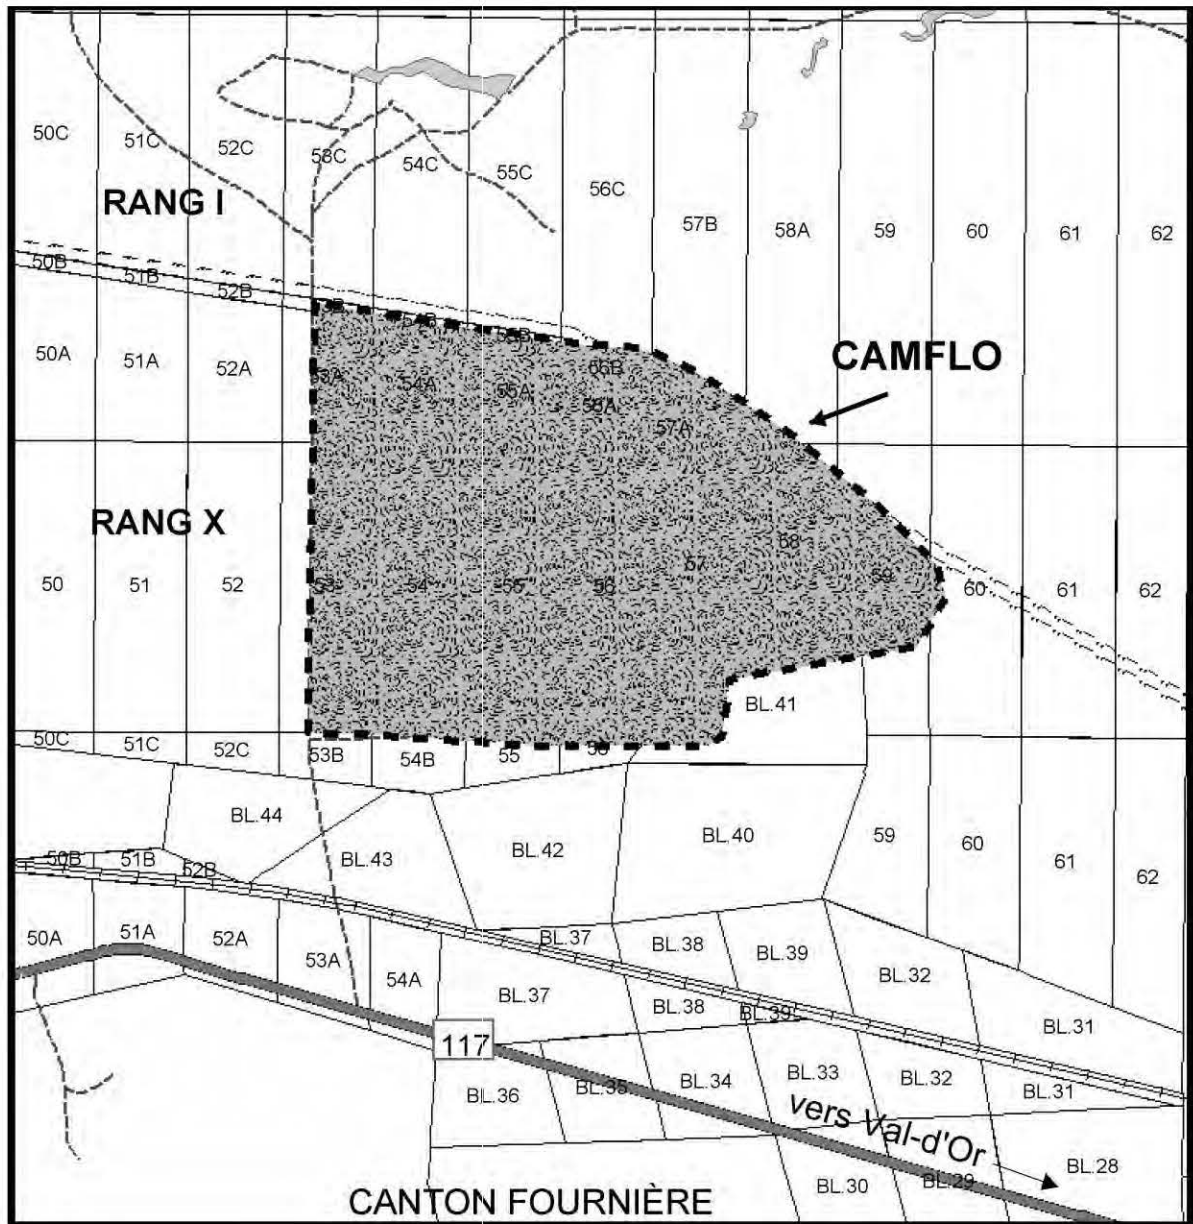 50C
51C
52C
53C
54C
55C
56C
57B
58A
59
60
61
62
RANG I
50B
51B
52B
54B
55B
56B
50A
51A
52A
53A
54A
55A
56A
57A
CAMFLO
RANG X
50
51
52
53
54
55
56
57
58
59
60
61
62
BL.41
50C
51C
52C
53B
54B
55
56
BL.44
BL.43
BL.42
BL.40
59
60
61
62
50B
51B
52B
50A
51A
52A
53A
54A
BL.37
BL.38
BL.39
BL.32
BL.31
BL.37
BL.38
BL.39
117
BL.36
BL.35
BL.34
BL.33
BL.32
BL.31
vers Val-d'Or
BL.30
BL.29
BL.28
CANTON FOURNIÈRE